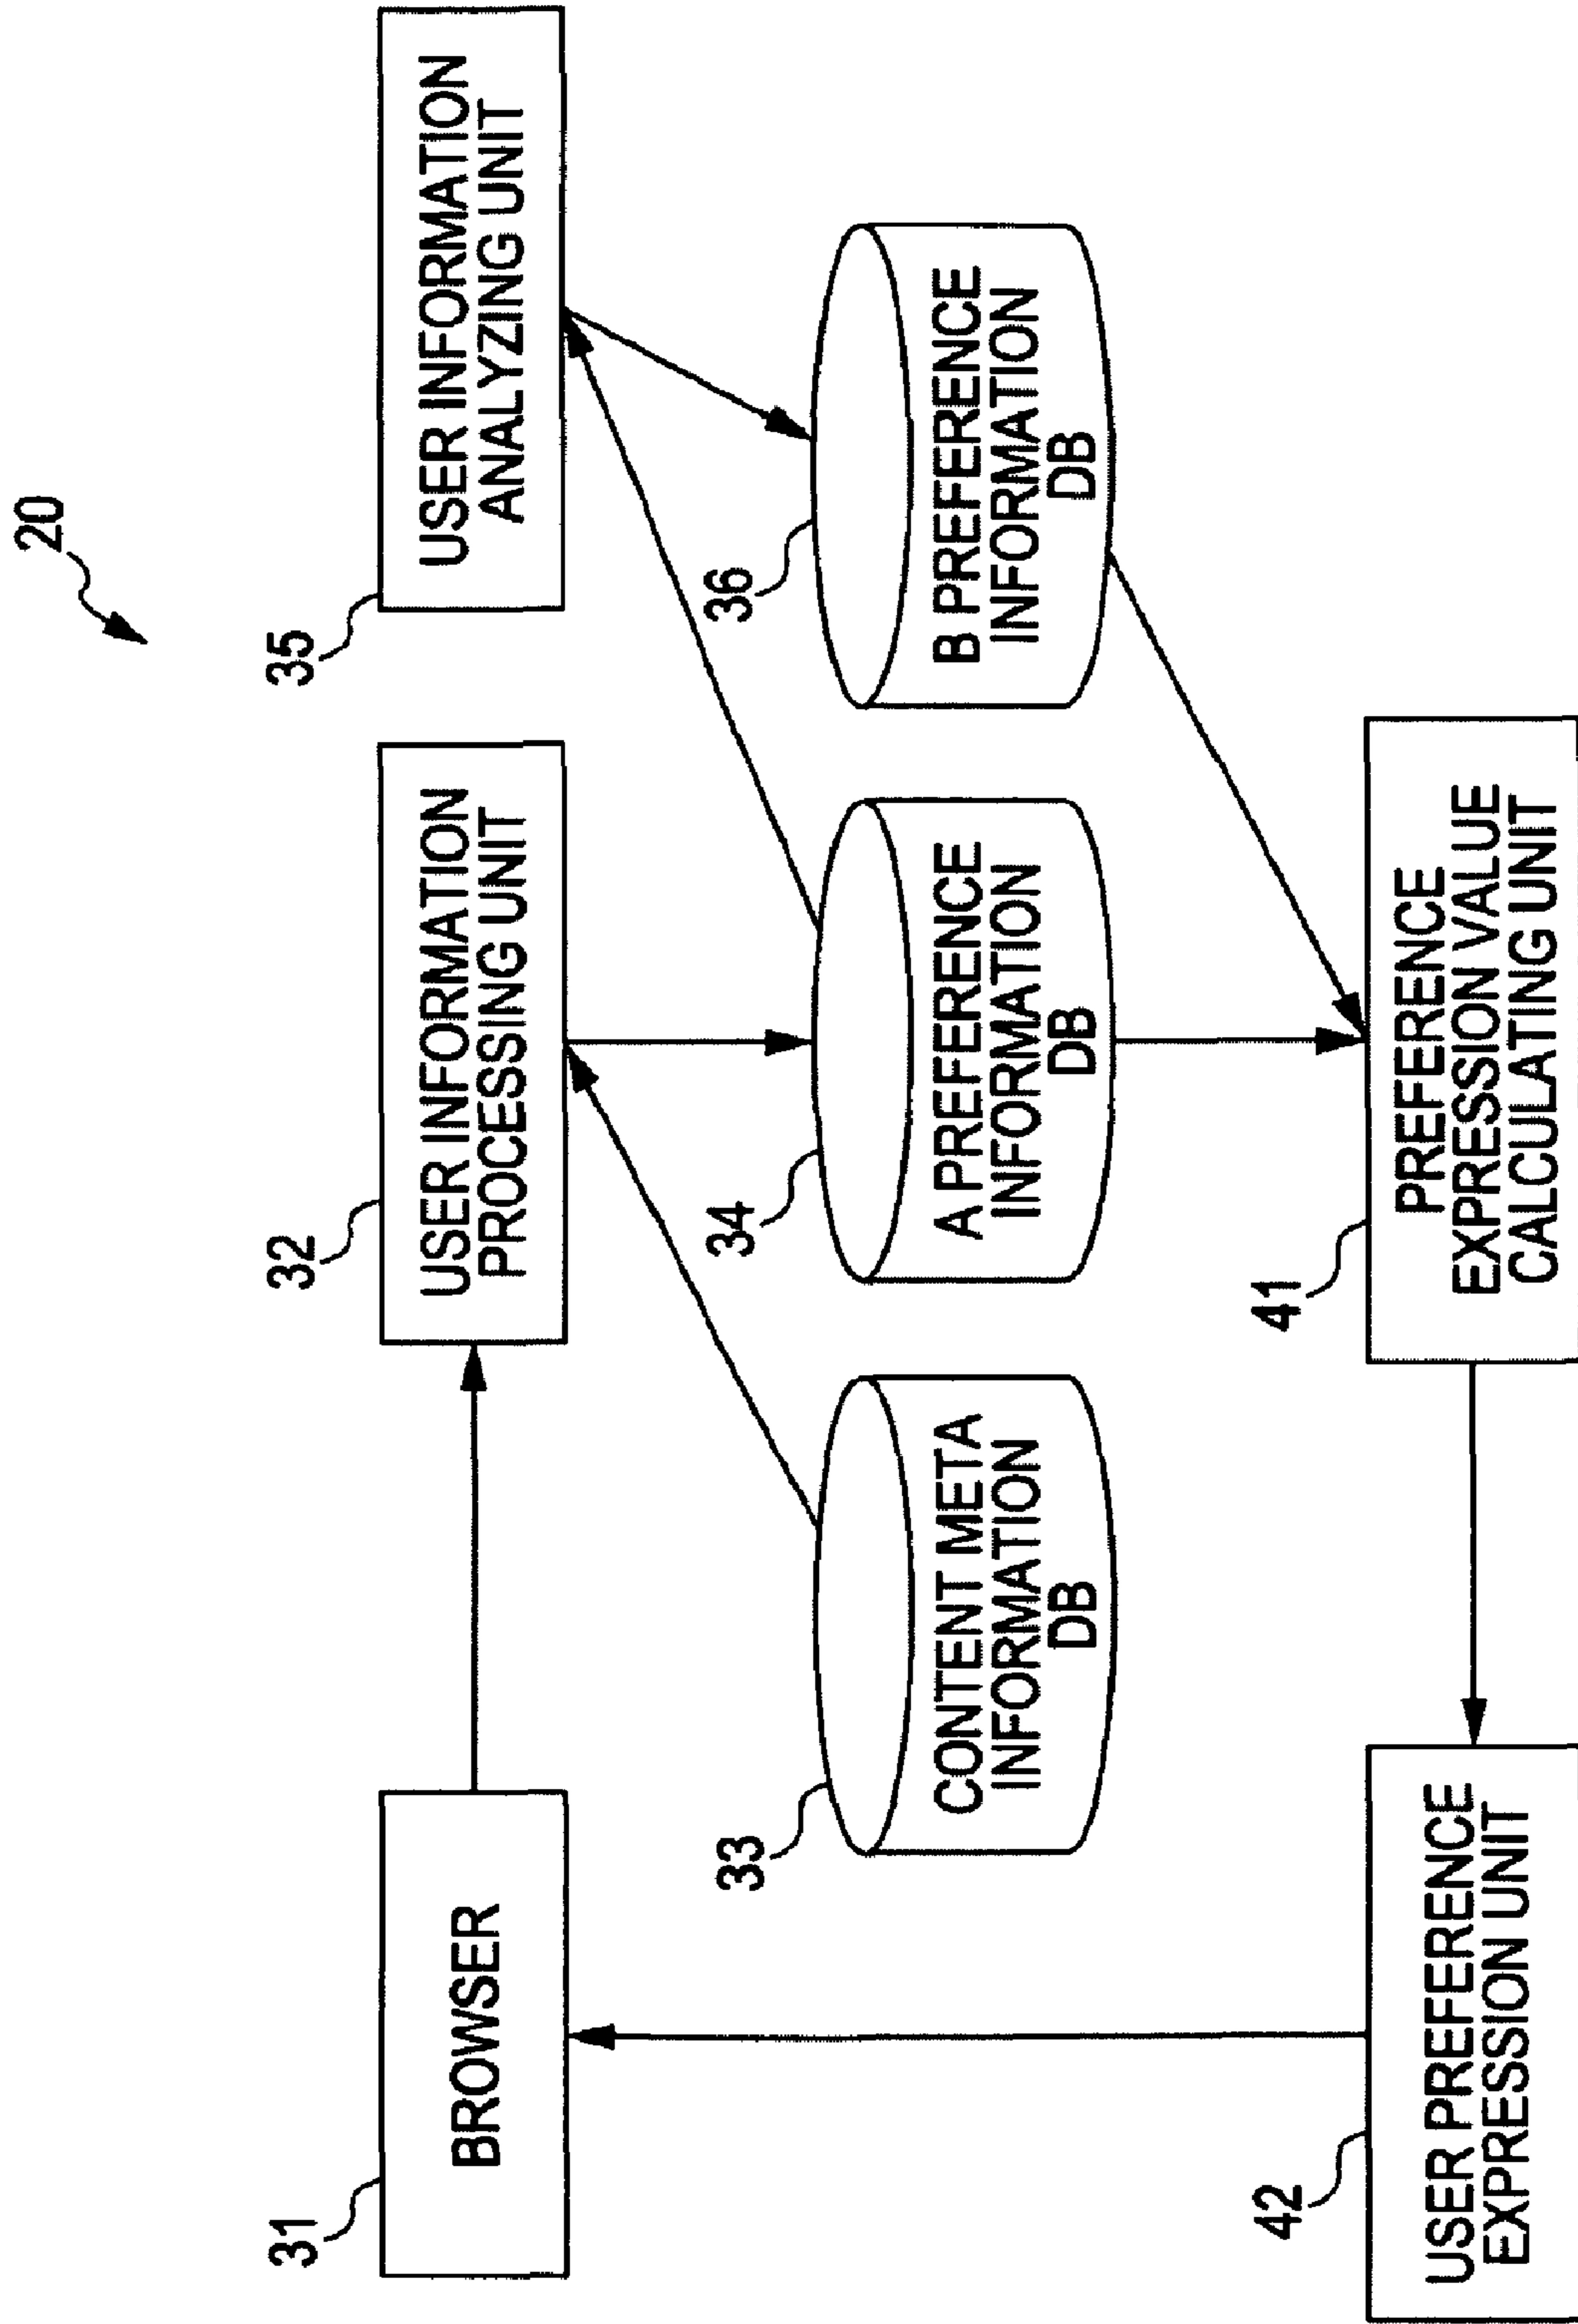 20
31
BROWSER
32
USER INFORMATION
PROCESSING UNIT
35
USER INFORMATION
ANALYZING UNIT
33
CONTENT META
INFORMATION
DB
34
A PREFERENCE
INFORMATION
DB
36
B PREFERENCE
INFORMATION
DB
42
USER PREFERENCE
EXPRESSION UNIT
41
PREFERENCE
EXPRESSION VALUE
CALCULATING UNIT